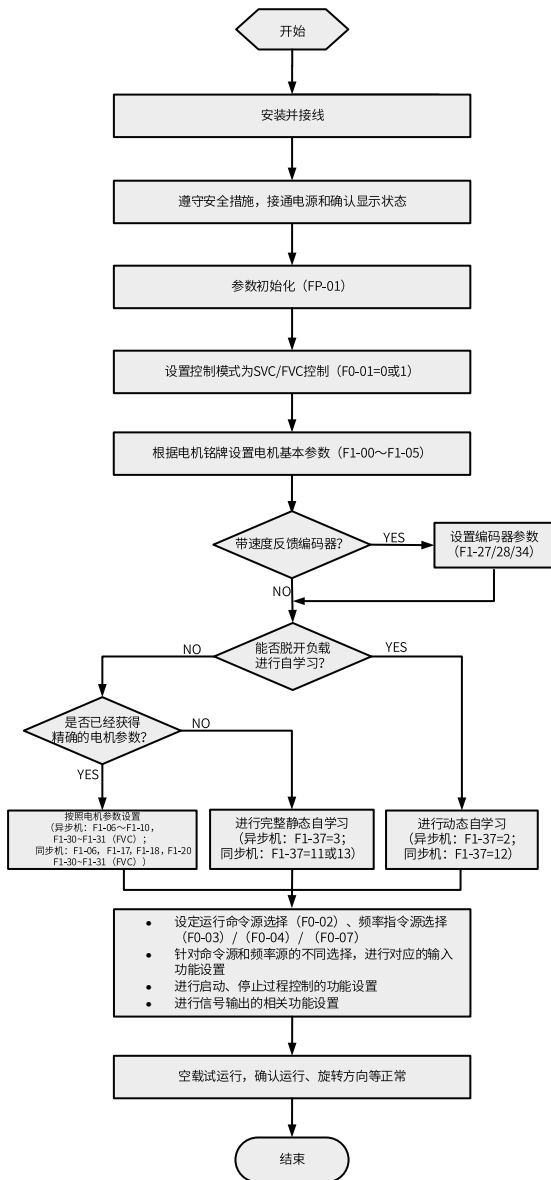 开始
安装并接线
遵守安全措施，接通电源和确认显示状态
参数初始化（FP-01）
设置控制模式为SVC/FVC控制（F0-01=0或1）
根据电机铭牌设置电机基本参数（F1-00～F1-05）
带速度反馈编码器？
YES
设置编码器参数
（F1-27/28/34）
NO
能否脱开负载
进行自学习？
NO
YES
是否已经获得
精确的电机参数？
NO
YES
按照电机参数设置
（异步机：F1-06～F1-10，
F1-30~F1-31（FVC）；
同步机：F1-06，F1-17，F1-18，F1-20
F1-30~F1-31（FVC））
进行完整静态自学习
（异步机：F1-37=3；
同步机：F1-37=11或13）
进行动态自学习
（异步机：F1-37=2；
同步机：F1-37=12）
• 设定运行命令源选择（F0-02）、频率指令源选择
（F0-03）/（F0-04）/ （F0-07）
• 针对命令源和频率源的不同选择，进行对应的输入
功能设置
• 进行启动、停止过程控制的功能设置
• 进行信号输出的相关功能设置
空载试运行，确认运行、旋转方向等正常
结束